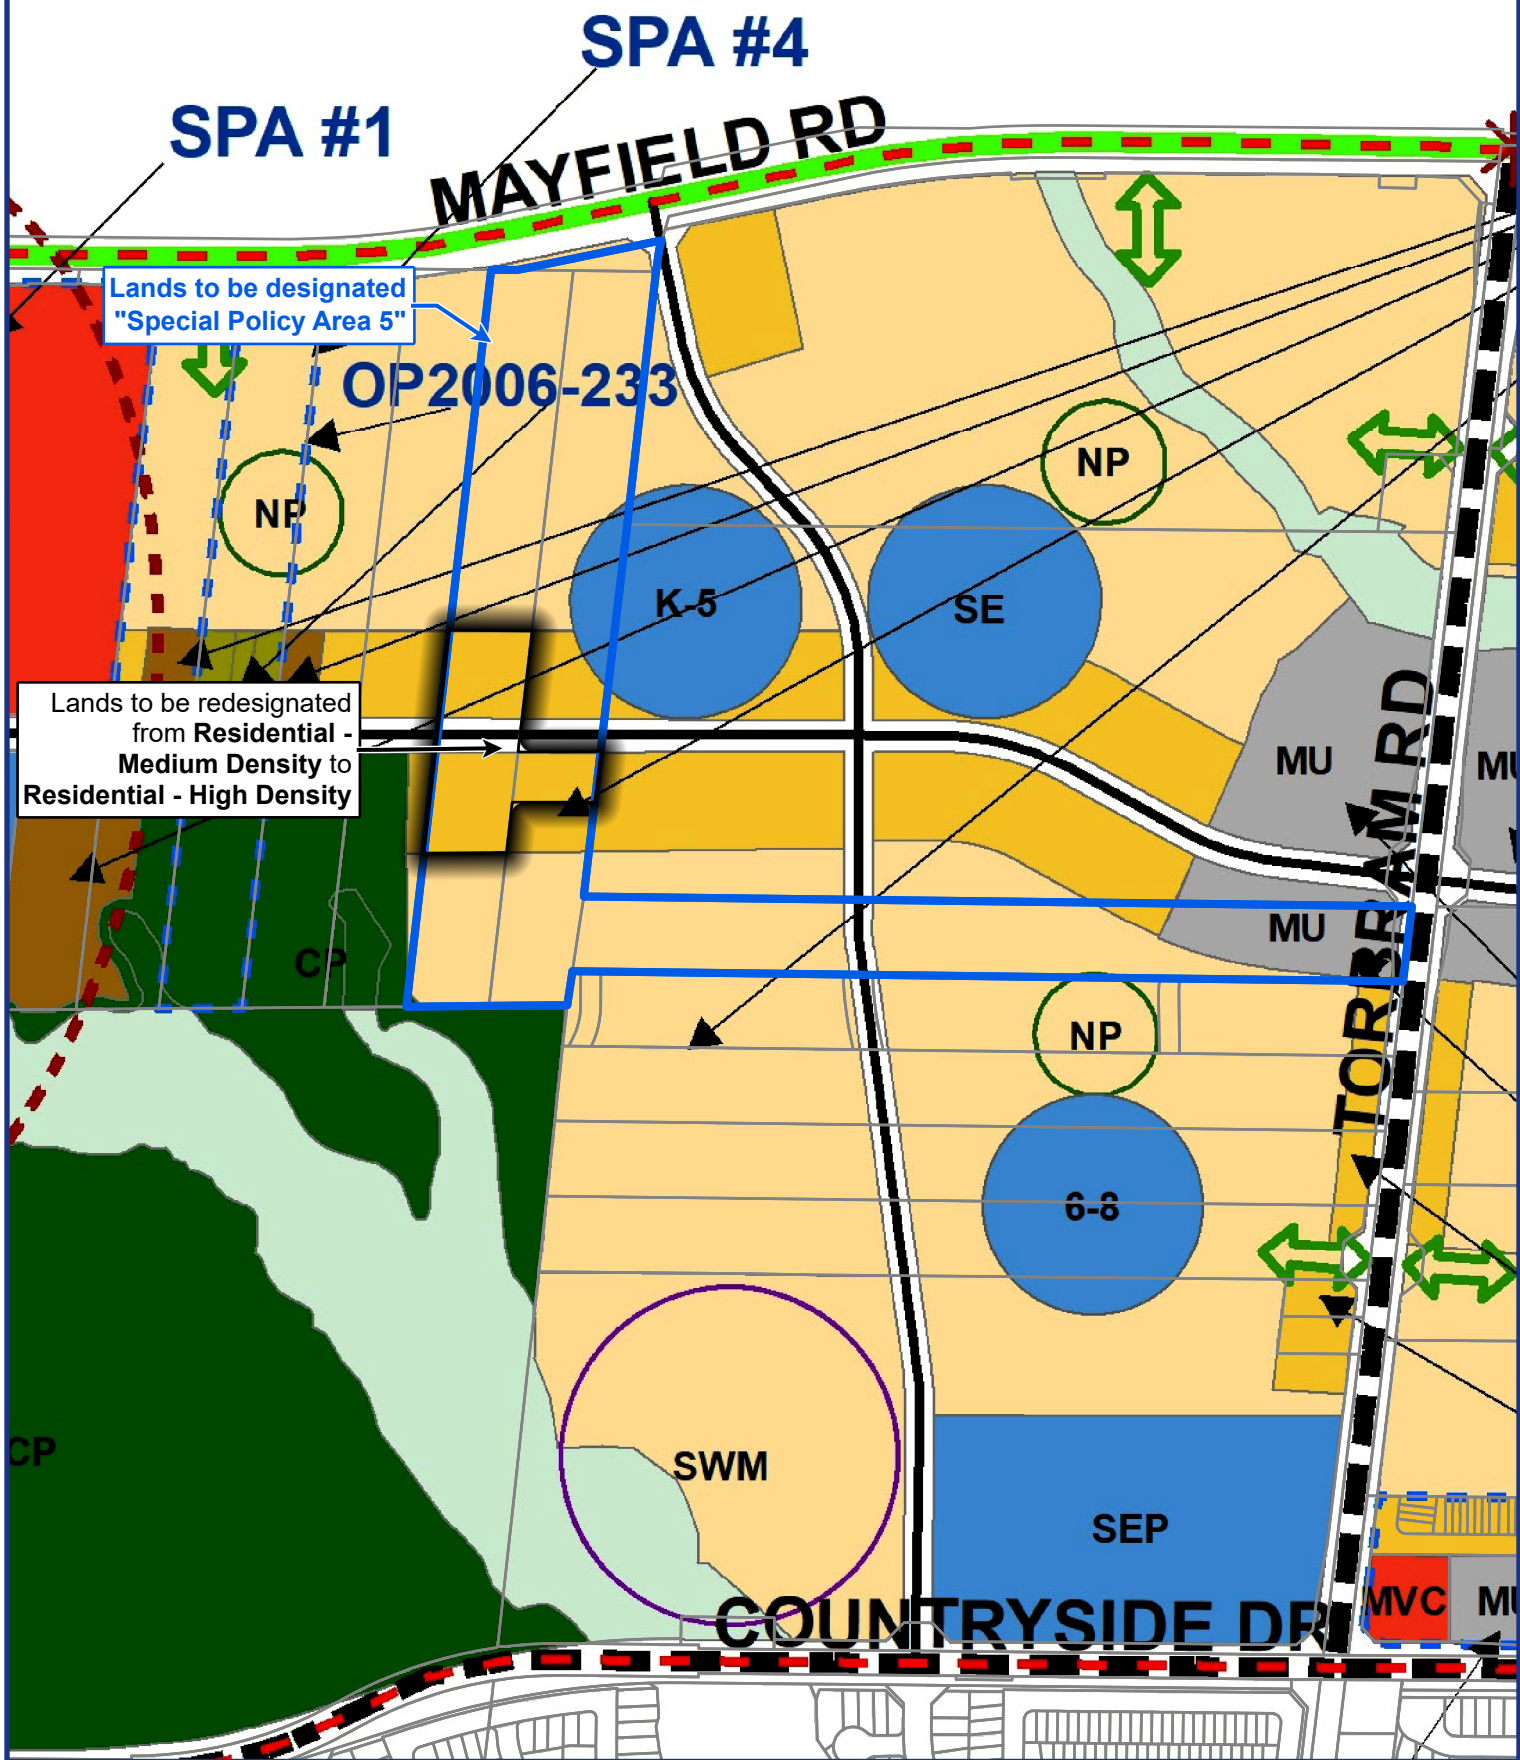 SPA #4
SPA #1
MAYFIELD RD
Lands to be designated
"Special Policy Area 5"
OP2006-233
NP
NP
K-5
SE
Lands to be redesignated
from Residential -
Medium Density to
Residential - High Density
MU
MU
TORBRAM RD
MU
CP
NP
6-8
CP
SWM
SEP
MVC
MU
COUNTRYSIDE DR